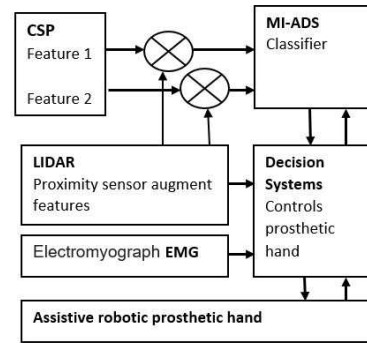 CSP
Feature 1
Feature 2
MI-ADS
Classifier
LIDAR
Proximity sensor augment
features
Decision
Systems
Controls
prosthetic
hand
Electromyograph EMG
Assistive robotic prosthetic hand